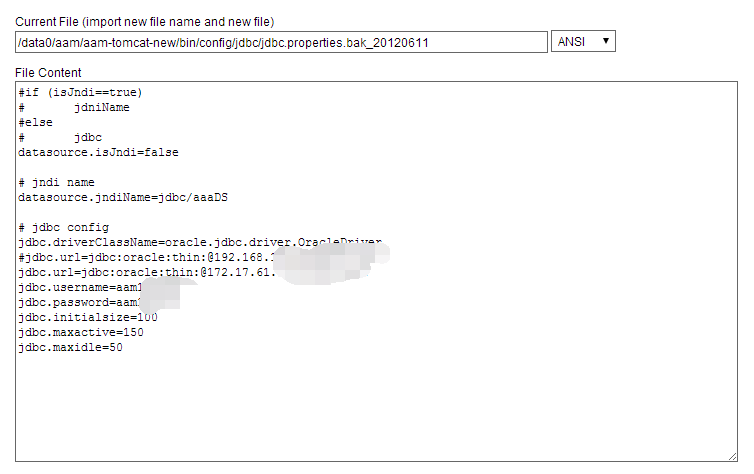 Current File (import new file name and new file)
/data0/aam/aam-tomcat-new/bin/config/jdbc/jdbc.properties.bak_20120611
ANSI
File Content
#if (isJndi==true)
#       jdniName
#else
#       jdbc
datasource.isJndi=false
# jndi name
datasource.jndiName=jdbc/aaaDS
# jdbc config
jdbc.driverClassName=oracle.jdbc.driver.OracleDriver
#jdbc.url=jdbc:oracle:thin:@192.168.
jdbc.url=jdbc:oracle:thin:@172.17.61.
jdbc.username=aam
jdbc.password=aam
jdbc.initialsize=100
jdbc.maxactive=150
jdbc.maxidle=50